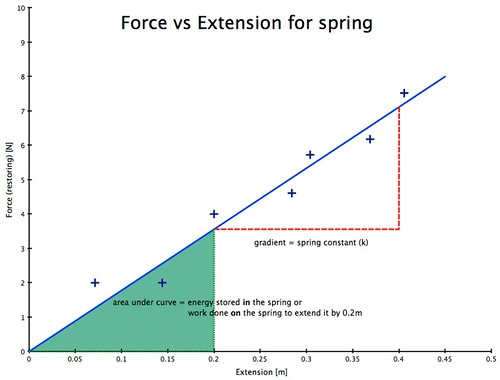 Force vs Extension for spring
10
9
8
7
6
5
4
3
2
1
0
Force (restoring) [N]
gradient = spring constant (k)
area under curve = energy stored in the spring or
work done on the spring to extend it by 0.2m
0 0.05 0.1 0.15 0.2 0.25 0.3 0.35 0.4 0.45 0.5
Extension [m]